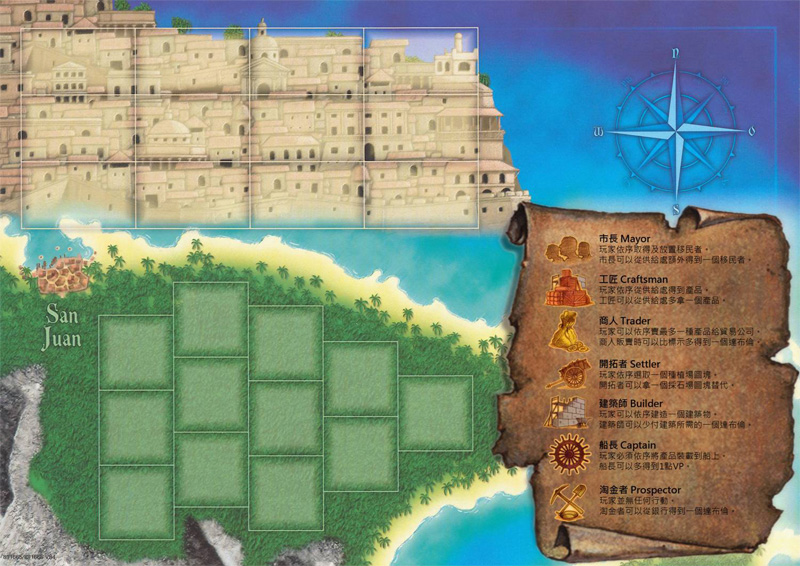 N
W
O
S
San
Juan
市長 Mayor
玩家依序取得及放置移民者。
市長可以從供給處額外得到一個移民者。
工匠 Craftsman
玩家依序從供給處得到產品。
工匠可以從供給處多拿一個產品。
商人 Trader
玩家可以依序賣最多一種產品給貿易公司。
商人販賣時可以比標示多得到一個達布倫。
開拓者 Settler
玩家依序選取一個種植場圖塊。
開拓者可以拿一個採石場圖塊替代。
建築師 Builder
玩家可以依序建造一個建築物。
建築師可以少付建築所需的一個達布倫。
船長 Captain
玩家必須依序將產品裝載到船上。
船長可以多得到1點VP。
淘金者 Prospector
玩家並無任何行動。
淘金者可以從銀行得到一個達布倫。